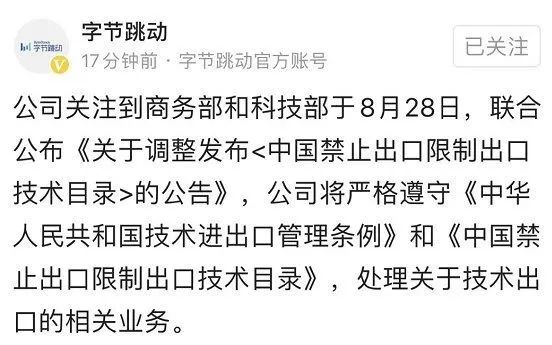 字节跳动
字节跳动
17分钟前·字节跳动官方账号
已关注
公司关注到商务部和科技部于8月28日，联合
公布《关于调整发布<中国禁止出口限制出口
技术目录>的公告》，公司将严格遵守《中华
人民共和国技术进出口管理条例》和《中国禁
止出口限制出口技术目录》，处理关于技术出
口的相关业务。